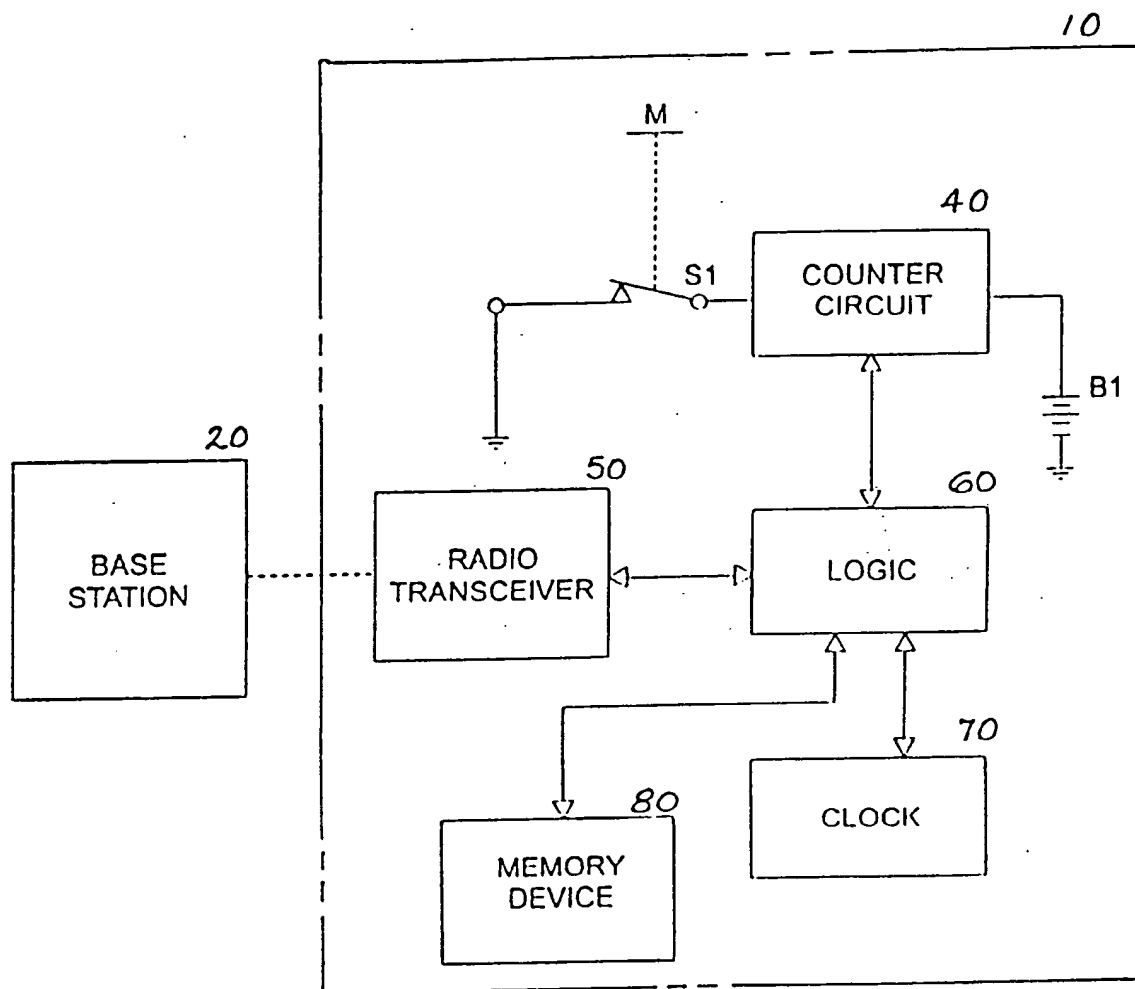 10
M
40
S1
COUNTER
CIRCUIT
B1
20
50
60
BASE
STATION
RADIO
TRANSCEIVER
LOGIC
70
80
CLOCK
MEMORY
DEVICE